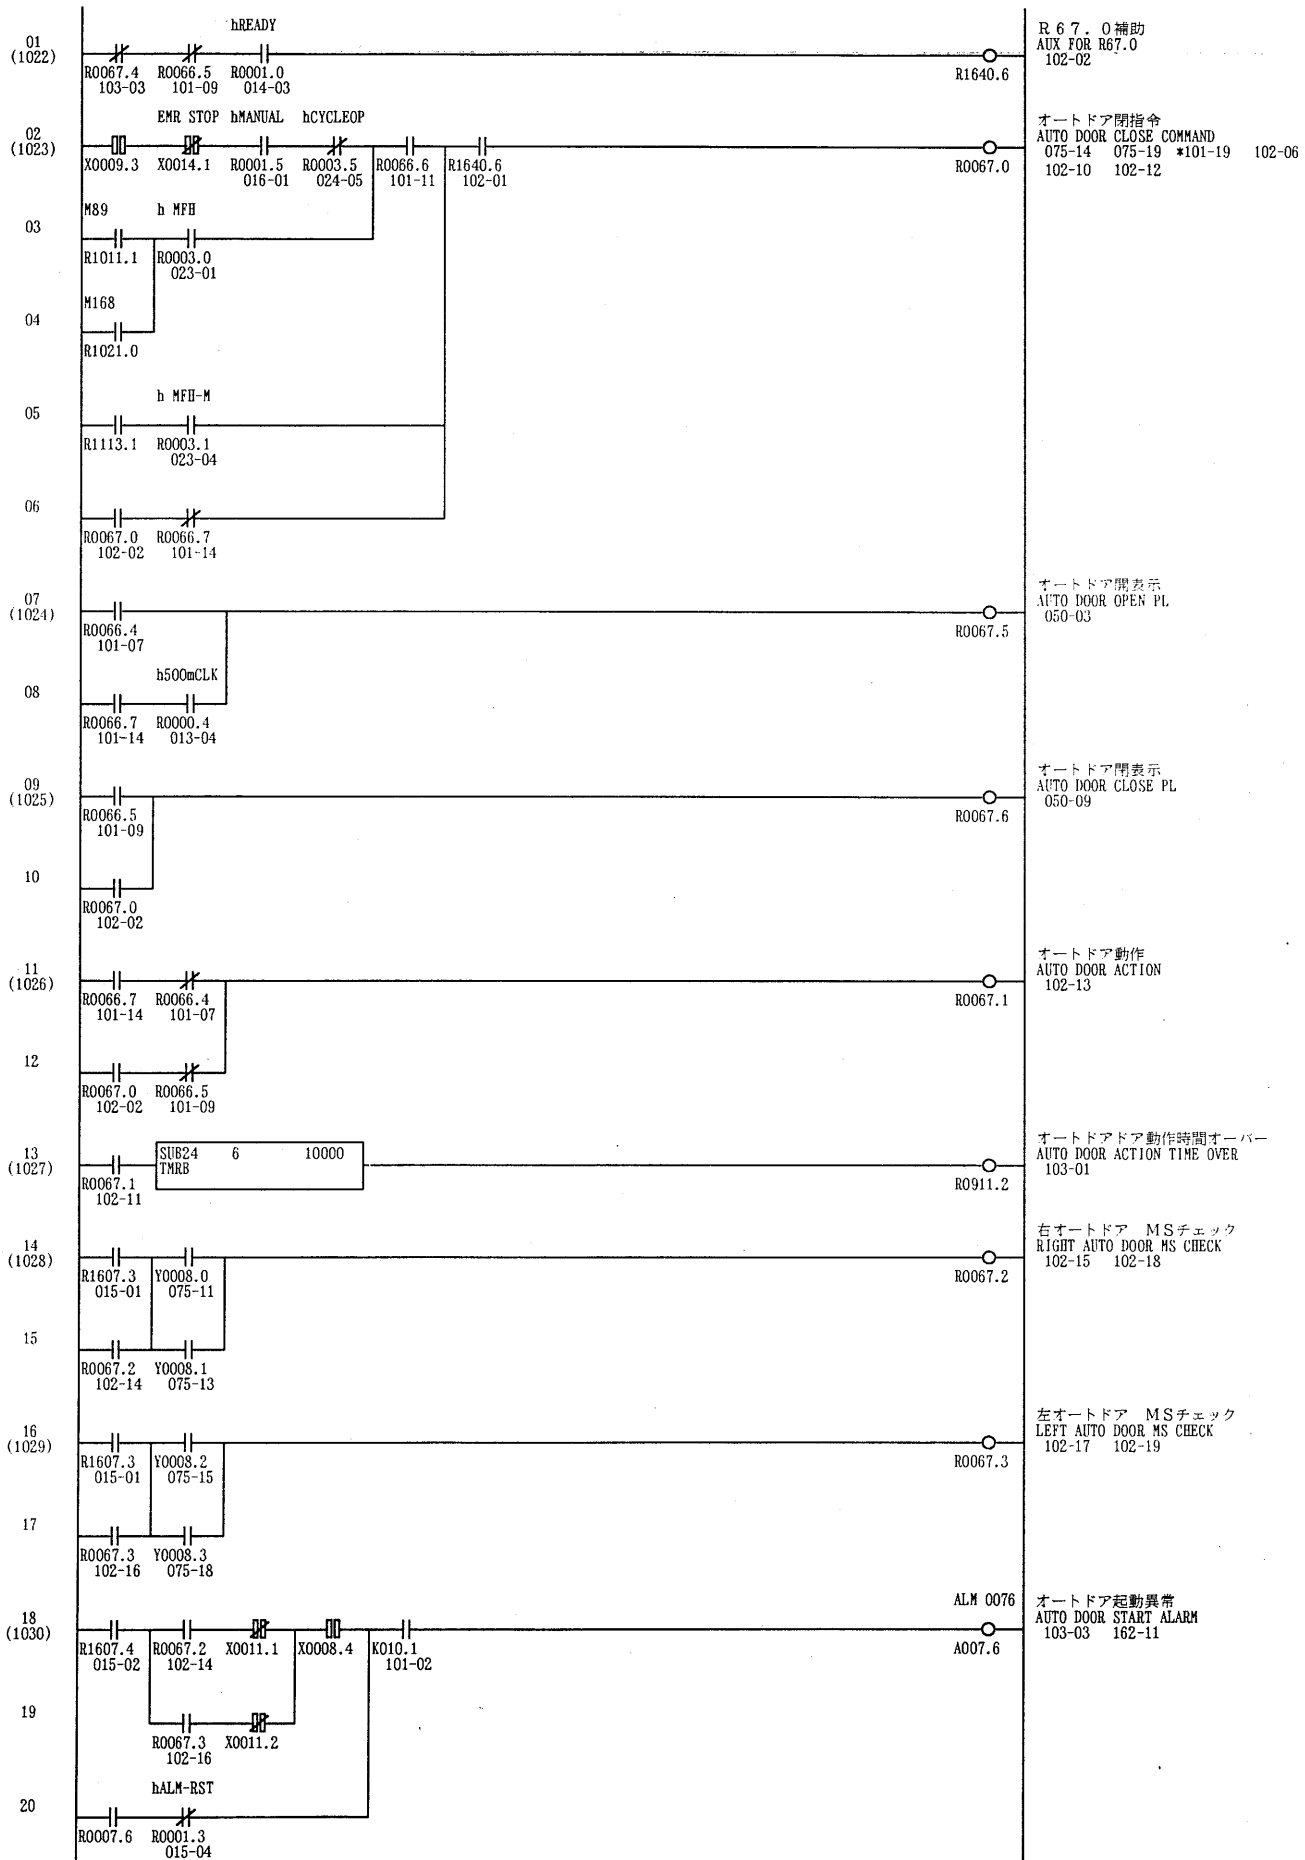 hREADY
01
(1022)
R0067.4 R0066.5 R0001.0
103-03 101-09 014-03
R1640.6
R67.0補助
AUX FOR R67.0
102-02
EMR STOP hMANUAL hCYCLEOP
02
(1023)
X0009.3 X0014.1 R0001.5 R0003.5 R0066.6 R1640.6
016-01 024-05 101-11 102-01
R0067.0
オートドア閉指令
AUTO DOOR CLOSE COMMAND
075-14 075-19 *101-19 102-06
102-10 102-12
M89 h MFH
03
R1011.1 R0003.0
023-01
M168
04
R1021.0
h MFH-M
05
R1113.1 R0003.1
023-04
06
R0067.0 R0066.7
102-02 101-14
07
(1024)
R0066.4
101-07
R0067.5
オートドア開表示
AUTO DOOR OPEN PL
050-03
h500mCLK
08
R0066.7 R0000.4
101-14 013-04
09
(1025)
R0066.5
101-09
R0067.6
オートドア閉表示
AUTO DOOR CLOSE PL
050-09
10
R0067.0
102-02
11
(1026)
R0066.7 R0066.4
101-14 101-07
R0067.1
オートドア動作
AUTO DOOR ACTION
102-13
12
R0067.0 R0066.5
102-02 101-09
13
(1027)
SUB24 6 10000
TMRB
R0067.1
102-11
R0911.2
オートドアドア動作時間オーバー
AUTO DOOR ACTION TIME OVER
103-01
14
(1028)
R1607.3 Y0008.0
015-01 075-11
R0067.2
右オートドア MSチェック
RIGHT AUTO DOOR MS CHECK
102-15 102-18
15
R0067.2 Y0008.1
102-14 075-13
16
(1029)
R1607.3 Y0008.2
015-01 075-15
R0067.3
左オートドア MSチェック
LEFT AUTO DOOR MS CHECK
102-17 102-19
17
R0067.3 Y0008.3
102-16 075-18
18
(1030)
R1607.4 R0067.2 X0011.1 X0008.4 K010.1
015-02 102-14 101-02
ALM 0076
A007.6
オートドア起動異常
AUTO DOOR START ALARM
103-03 162-11
19
R0067.3 X0011.2
102-16
hALM-RST
20
R0007.6 R0001.3
015-04